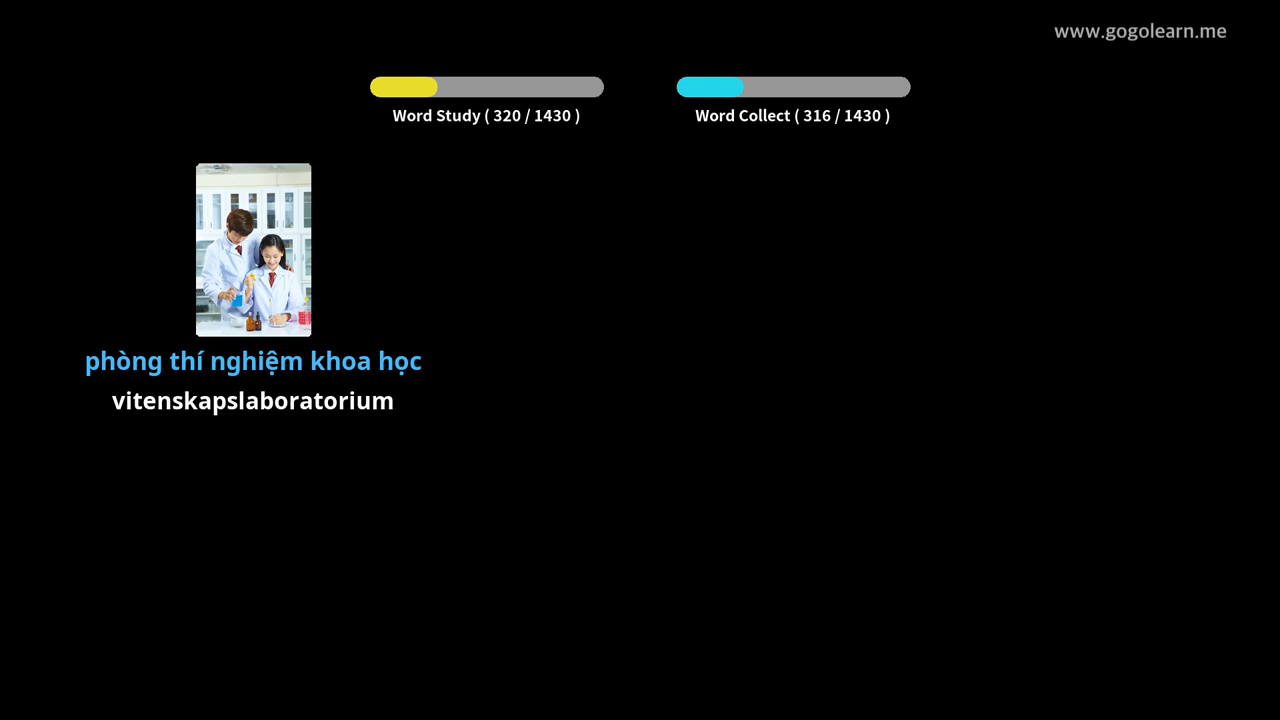 www.gogolearn.me
Word Study ( 320 / 1430 )
Word Collect ( 316 / 1430 )
phòng thí nghiệm khoa học
vitenskapslaboratorium